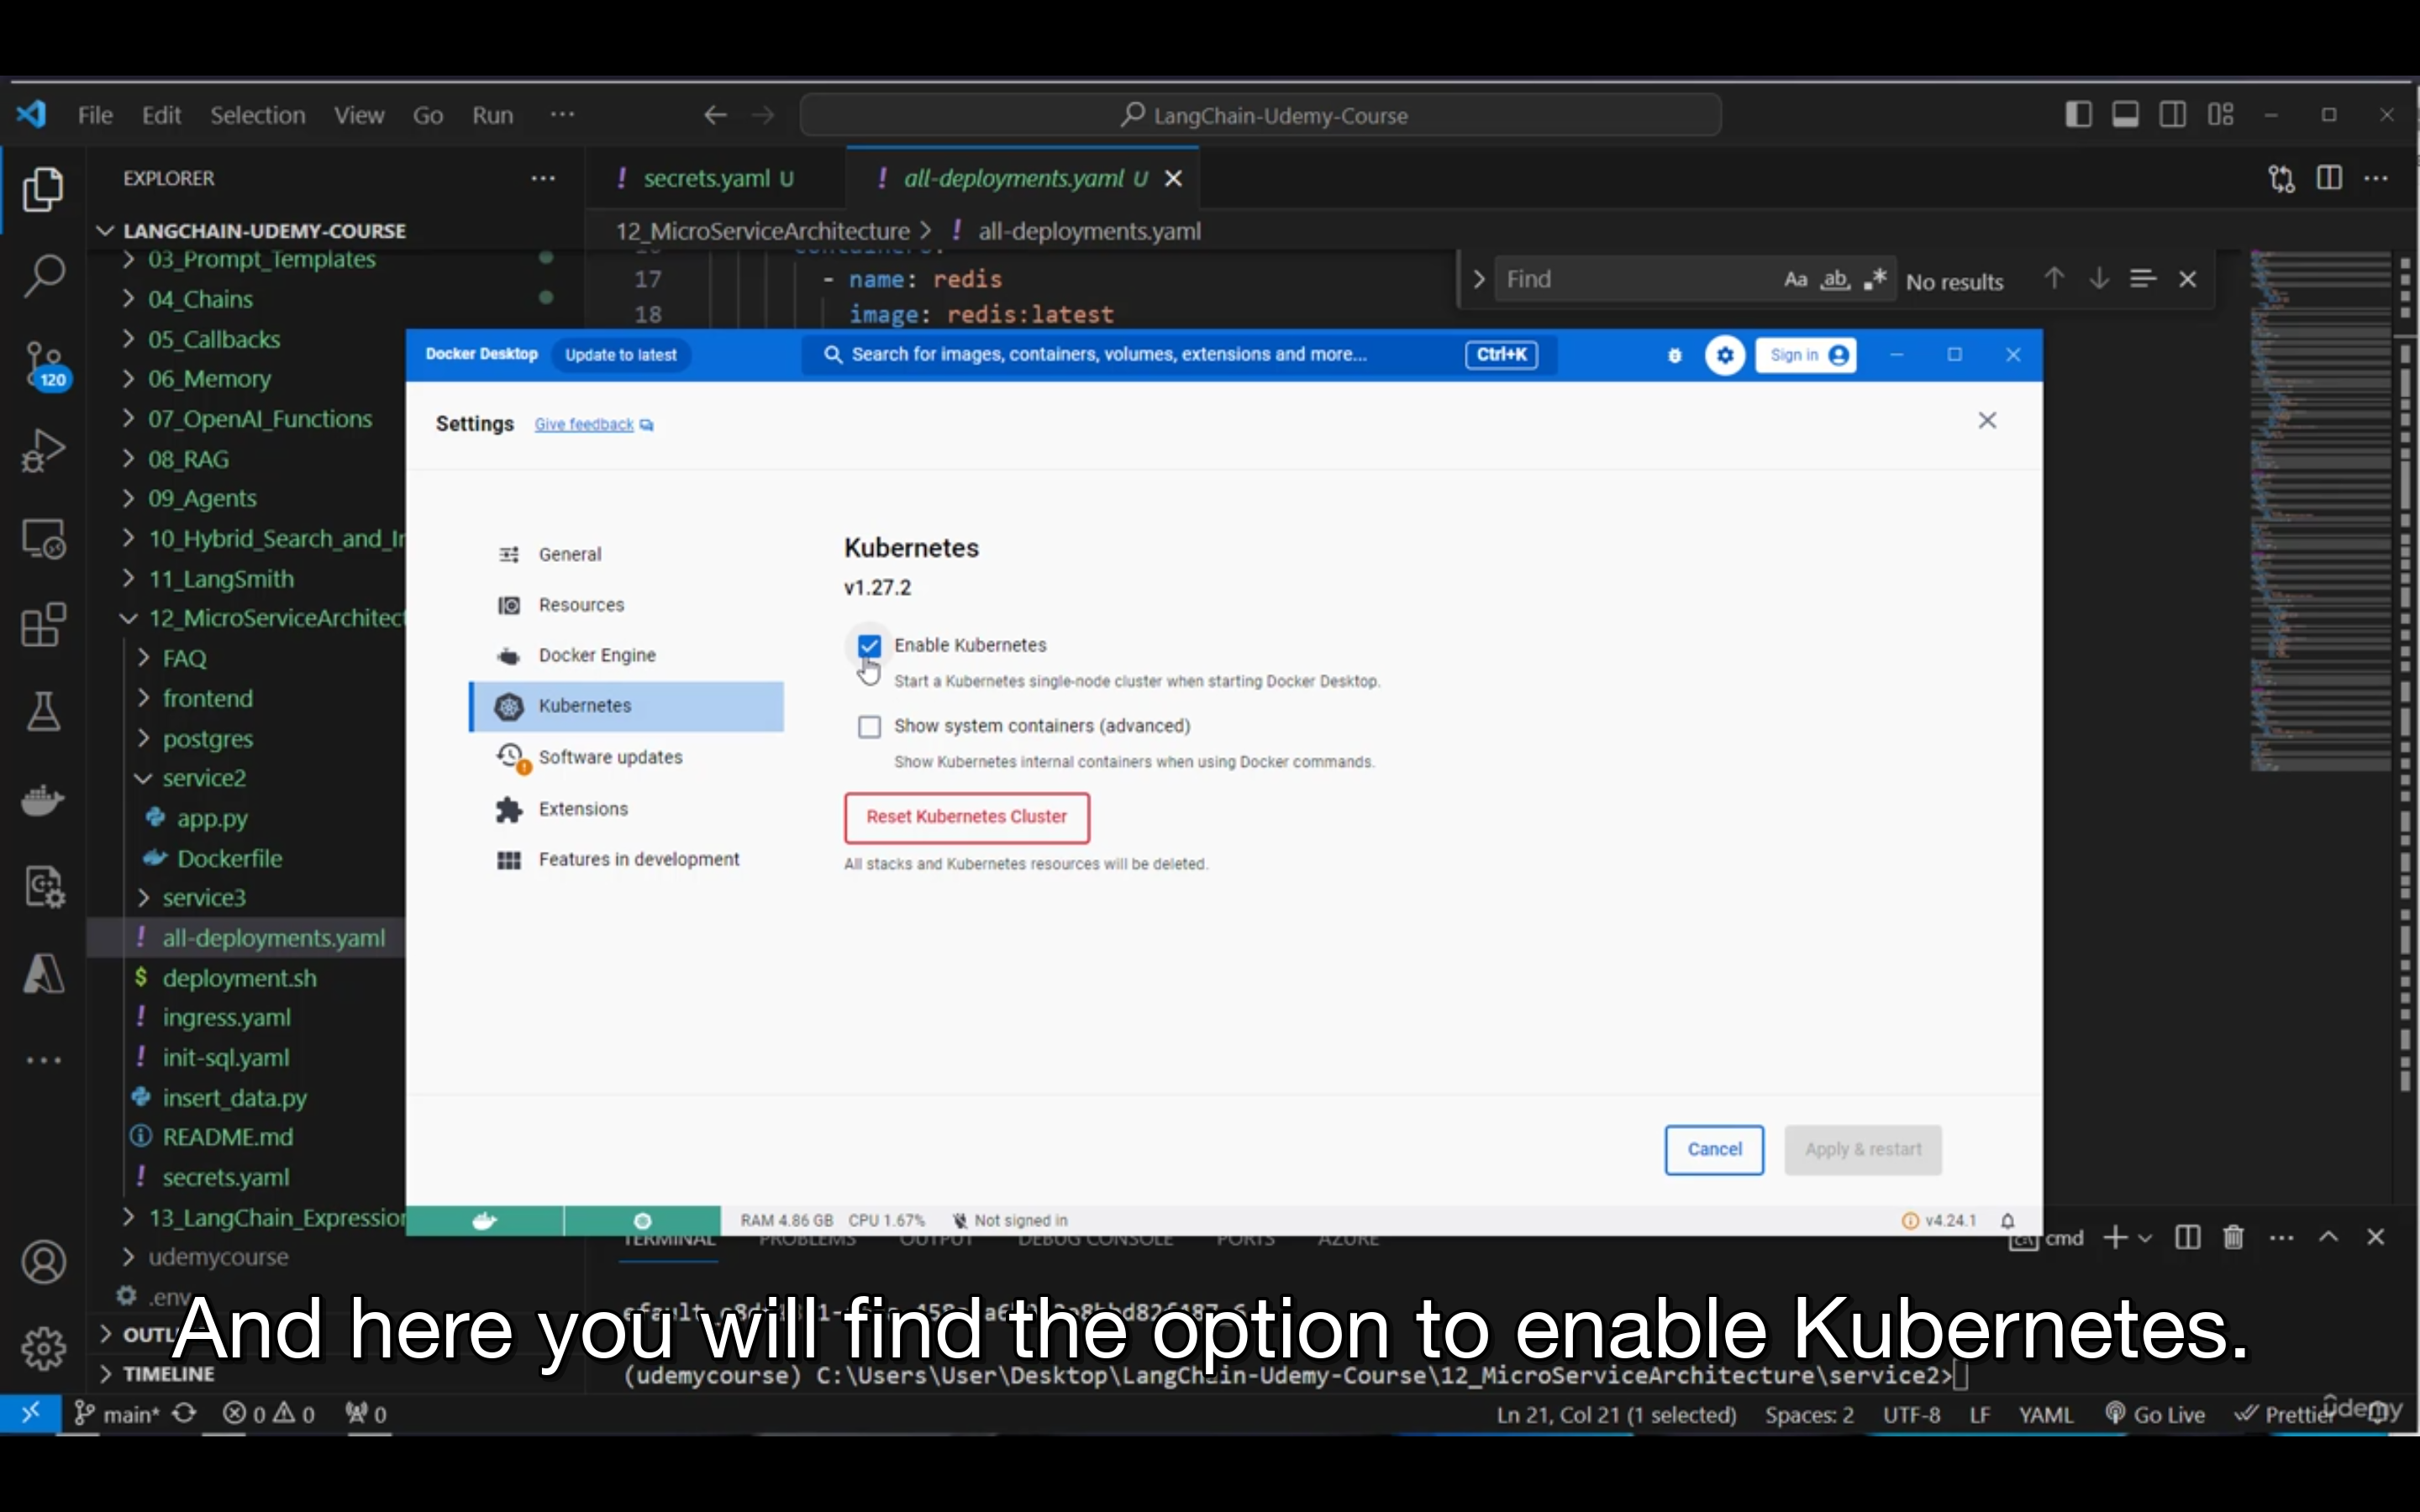 File Edit Selection View Go Run ···
LangChain-Udemy-Course
EXPLORER
secrets.yaml U
all-deployments.yaml U
LANGCHAIN-UDEMY-COURSE
12_MicroServiceArchitecture > ! all-deployments.yaml
03_Prompt_Templates
04_Chains
05_Callbacks
06_Memory
07_OpenAI_Functions
08_RAG
09_Agents
10_Hybrid_Search_and_Ir
11_LangSmith
12_MicroServiceArchitect
FAQ
frontend
postgres
service2
app.py
Dockerfile
service3
all-deployments.yaml
deployment.sh
ingress.yaml
init-sql.yaml
insert_data.py
README.md
secrets.yaml
13_LangChain_Expression
udemycourse
.env
TIMELINE
120
containers:
17 - name: redis
18 image: redis:latest
Find
Aa ab
No results
Docker Desktop
Update to latest
Search for images, containers, volumes, extensions and more...
Ctrl+K
Sign in
Settings
Give feedback
General
Resources
Docker Engine
Kubernetes
Software updates
Extensions
Features in development
Kubernetes
v1.27.2
Enable Kubernetes
Start a Kubernetes single-node cluster when starting Docker Desktop.
Show system containers (advanced)
Show Kubernetes internal containers when using Docker commands.
Reset Kubernetes Cluster
All stacks and Kubernetes resources will be deleted.
Cancel
Apply & restart
RAM 4.86 GB CPU 1.67% Not signed in
v4.24.1
TERMINAL PROBLEMS OUTPUT DEBUG CONSOLE PORTS AZURE
cmd
And here you will find the option to enable Kubernetes.
(udemycourse) C:\Users\User\Desktop\LangChain-Udemy-Course\12_MicroServiceArchitecture\service2>
main* 0 0 0
Ln 21, Col 21 (1 selected) Spaces: 2 UTF-8 LF YAML Go Live Prettier
ûdemy